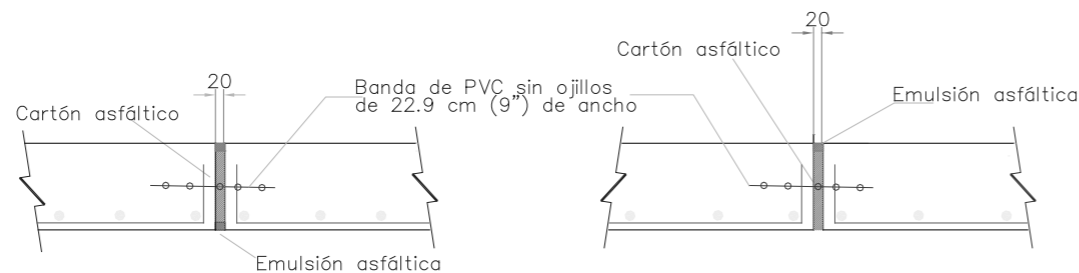 20
Cartón asfáltico
20
Banda de PVC sin ojillos
de 22.9 cm (9") de ancho
Emulsión asfáltica
Cartón asfáltico
Emulsión asfáltica